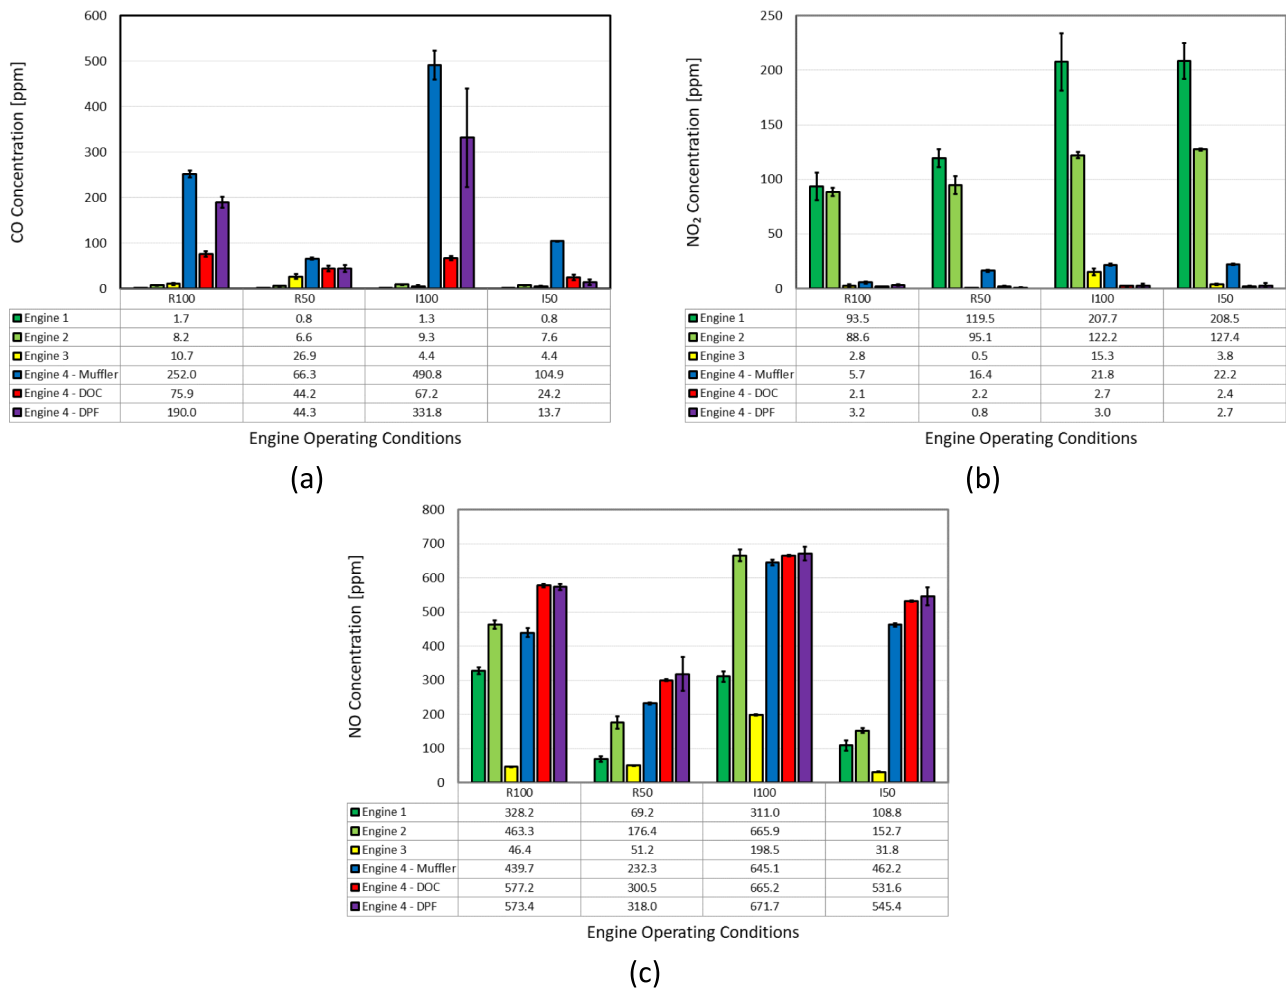 CO Concentration [ppm]
600
500
400
300
200
100
0
R100 R50 I100 I50
Engine 1 1.7 0.8 1.3 0.8
Engine 2 8.2 6.6 9.3 7.6
Engine 3 10.7 26.9 4.4 4.4
Engine 4 - Muffler 252.0 66.3 490.8 104.9
Engine 4 - DOC 75.9 44.2 67.2 24.2
Engine 4 - DPF 190.0 44.3 331.8 13.7
Engine Operating Conditions
(a)
NO₂ Concentration [ppm]
250
200
150
100
50
0
R100 R50 I100 I50
Engine 1 93.5 119.5 207.7 208.5
Engine 2 88.6 95.1 122.2 127.4
Engine 3 2.8 0.5 15.3 3.8
Engine 4 - Muffler 5.7 16.4 21.8 22.2
Engine 4 - DOC 2.1 2.2 2.7 2.4
Engine 4 - DPF 3.2 0.8 3.0 2.7
Engine Operating Conditions
(b)
NO Concentration [ppm]
800
700
600
500
400
300
200
100
0
R100 R50 I100 I50
Engine 1 328.2 69.2 311.0 108.8
Engine 2 463.3 176.4 665.9 152.7
Engine 3 46.4 51.2 198.5 31.8
Engine 4 - Muffler 439.7 232.3 645.1 462.2
Engine 4 - DOC 577.2 300.5 665.2 531.6
Engine 4 - DPF 573.4 318.0 671.7 545.4
Engine Operating Conditions
(c)